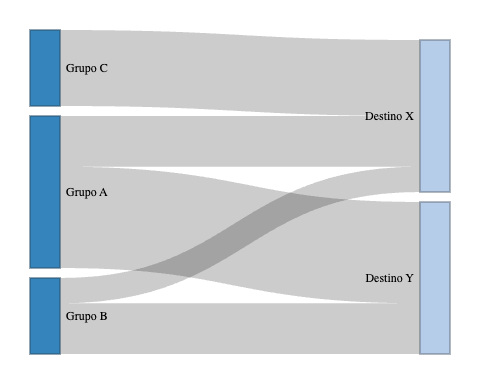 Grupo C
Destino X
Grupo A
Destino Y
Grupo B